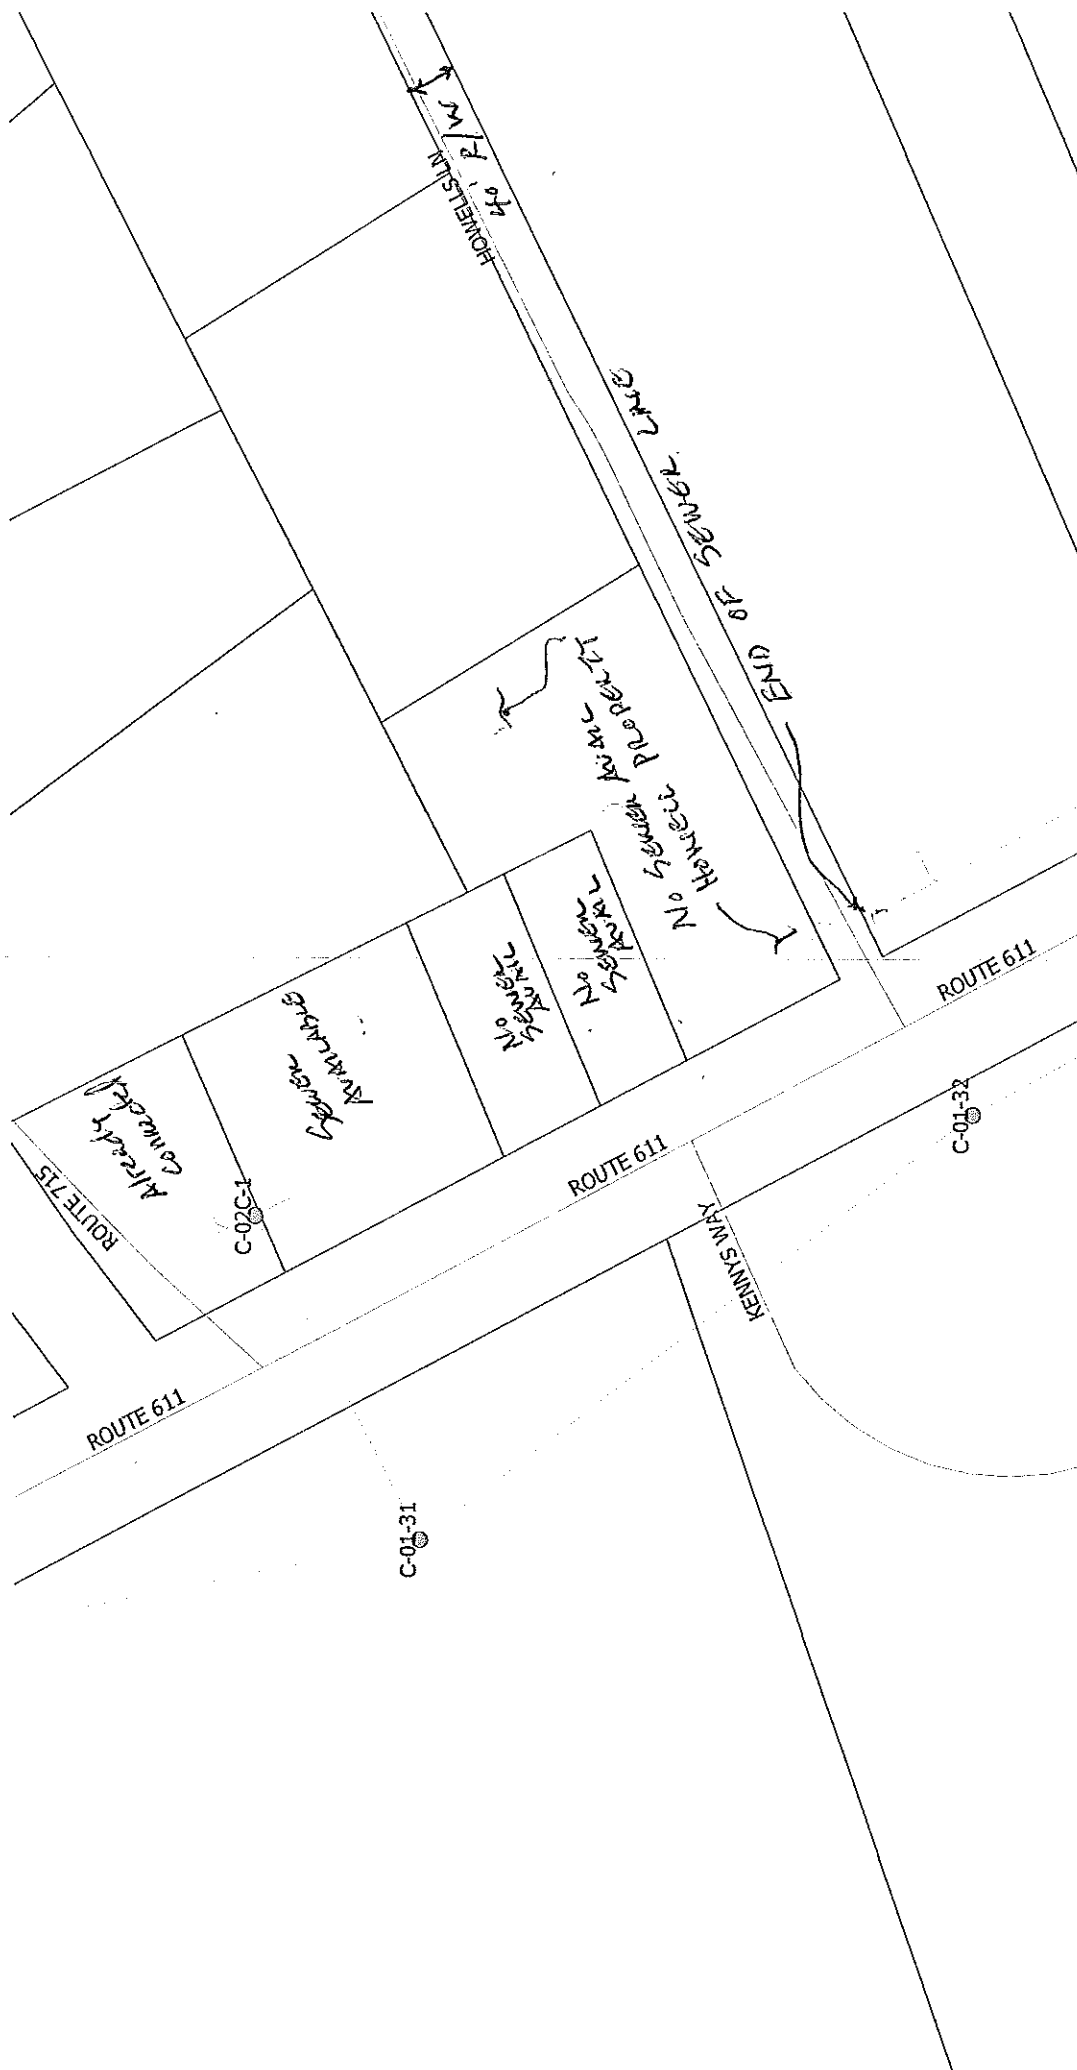 HOWELLS LN
40' R/W
END OF SEWER LINE
No SEWER AVAIL
HOWELL PROPERTY
No
SEWER
AVAIL
No
SEWER
AVAIL
SEWER
AVAILABLE
Already
Connected
ROUTE 715
C-02C-1
ROUTE 611
ROUTE 611
ROUTE 611
KENNYS WAY
C-01-32
C-01-31